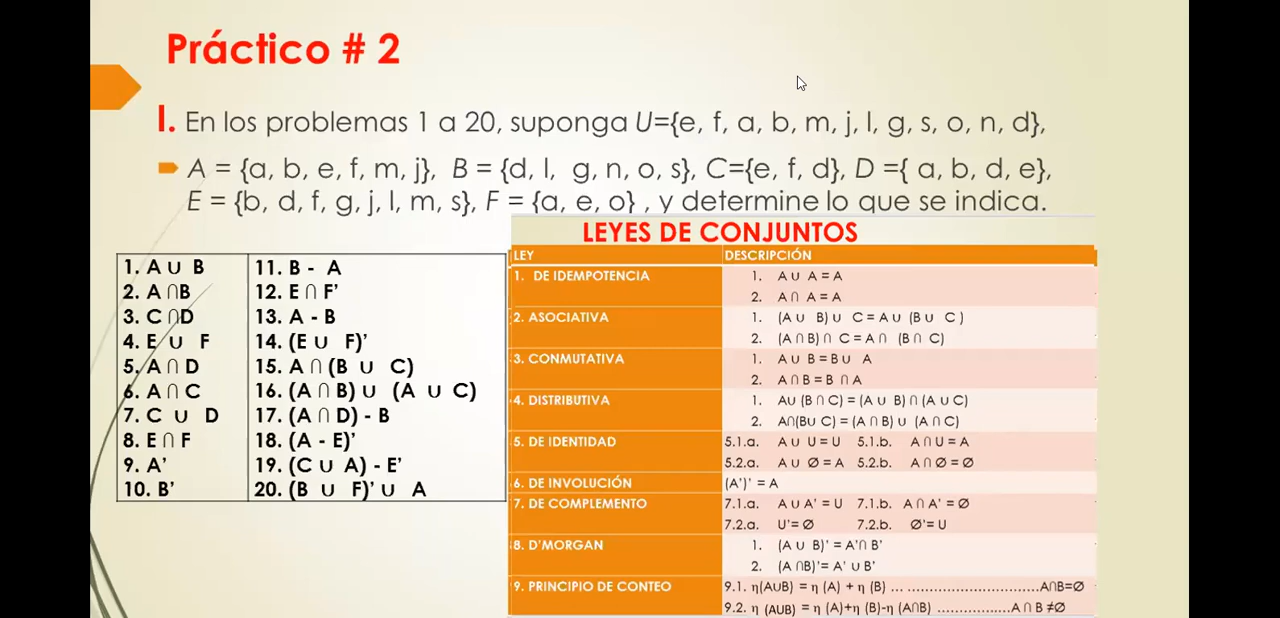 Práctico # 2
I. En los problemas 1 a 20, suponga U={e, f, a, b, m, j, l, g, s, o, n, d},
A = {a, b, e, f, m, j}, B = {d, l, g, n, o, s}, C={e, f, d}, D ={ a, b, d, e},
E = {b, d, f, g, j, l, m, s}, F = {a, e, o} , y determine lo que se indica.
1. A ∪ B
2. A ∩B
3. C ∩D
4. E ∪ F
5. A ∩ D
6. A ∩ C
7. C ∪ D
8. E ∩ F
9. A'
10. B'
11. B - A
12. E ∩ F'
13. A - B
14. (E ∪ F)'
15. A ∩ (B ∪ C)
16. (A ∩ B) ∪ (A ∪ C)
17. (A ∩ D) - B
18. (A - E)'
19. (C ∪ A) - E'
20. (B ∪ F)' ∪ A
LEYES DE CONJUNTOS
LEY DESCRIPCIÓN
1. DE IDEMPOTENCIA 1. A ∪ A = A
2. A ∩ A = A
2. ASOCIATIVA 1. (A ∪ B) ∪ C = A ∪ (B ∪ C )
2. (A ∩ B) ∩ C = A ∩ (B ∩ C)
3. CONMUTATIVA 1. A ∪ B = B ∪ A
2. A ∩ B = B ∩ A
4. DISTRIBUTIVA 1. A∪ (B ∩ C) = (A ∪ B) ∩ (A ∪ C)
2. A∩(B∪ C) = (A ∩ B) ∪ (A ∩ C)
5. DE IDENTIDAD 5.1.a. A ∪ U = U 5.1.b. A ∩ U = A
5.2.a. A ∪ Ø = A 5.2.b. A ∩ Ø = Ø
6. DE INVOLUCIÓN (A')' = A
7. DE COMPLEMENTO 7.1.a. A ∪ A' = U 7.1.b. A ∩ A' = Ø
7.2.a. U'= Ø 7.2.b. Ø'= U
8. D'MORGAN 1. (A ∪ B)' = A'∩ B'
2. (A ∩B)'= A' ∪ B'
9. PRINCIPIO DE CONTEO 9.1. η(A∪B) = η (A) + η (B) ... ..................................A∩B=Ø
9.2. η (A∪B) = η (A)+η (B)-η (A∩B) .................A ∩ B ≠Ø